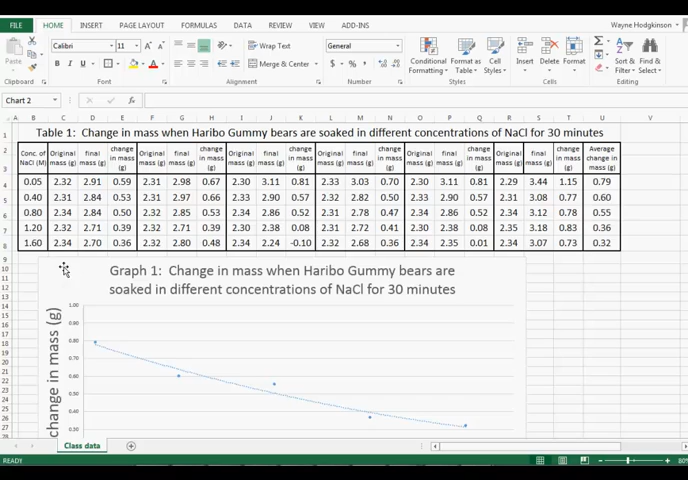 FILE HOME INSERT PAGE LAYOUT FORMULAS DATA REVIEW VIEW ADD-INS Wayne Hodgkinson
Paste Calibri 11 A A Wrap Text General Conditional Formatting Format as Table Cell Styles Insert Delete Format Sort & Filter Find & Select
B I U A Merge & Center $ % ,
Clipboard Font Alignment Number Styles Cells Editing
Chart 2 fx
A B C D E F G H I J K L M N O P Q R S T U V
1 Table 1: Change in mass when Haribo Gummy bears are soaked in different concentrations of NaCl for 30 minutes
2 Conc. of NaCl (M) Original mass (g) final mass (g) change in mass (g) Original mass (g) final mass (g) change in mass (g) Original mass (g) final mass (g) change in mass (g) Original mass (g) final mass (g) change in mass (g) Original mass (g) final mass (g) change in mass (g) Original mass (g) final mass (g) change in mass (g) Average change in mass (g)
3
4 0.05 2.32 2.91 0.59 2.31 2.98 0.67 2.30 3.11 0.81 2.33 3.03 0.70 2.30 3.11 0.81 2.29 3.44 1.15 0.79
5 0.40 2.31 2.84 0.53 2.31 2.97 0.66 2.33 2.90 0.57 2.32 2.82 0.50 2.33 2.90 0.57 2.31 3.08 0.77 0.60
6 0.80 2.34 2.84 0.50 2.32 2.85 0.53 2.34 2.86 0.52 2.31 2.78 0.47 2.34 2.86 0.52 2.34 3.12 0.78 0.55
7 1.20 2.32 2.71 0.39 2.32 2.71 0.39 2.30 2.38 0.08 2.31 2.72 0.41 2.30 2.38 0.08 2.35 3.18 0.83 0.36
8 1.60 2.34 2.70 0.36 2.32 2.80 0.48 2.34 2.24 -0.10 2.32 2.68 0.36 2.34 2.35 0.01 2.34 3.07 0.73 0.32
9
10 Graph 1: Change in mass when Haribo Gummy bears are
11 soaked in different concentrations of NaCl for 30 minutes
change in mass (g)
1.00
0.90
0.80
0.70
0.60
0.50
0.40
0.30
Class data
READY 80%